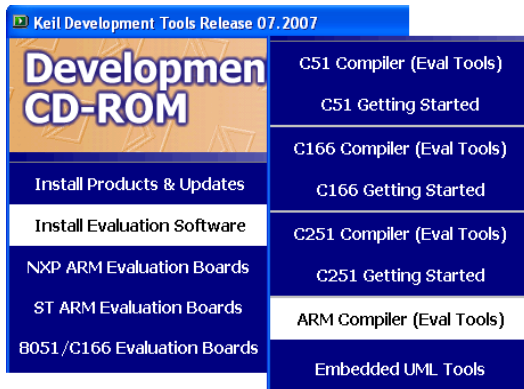 Keil Development Tools Release 07.2007
Developmen
CD-ROM
Install Products & Updates
Install Evaluation Software
NXP ARM Evaluation Boards
ST ARM Evaluation Boards
8051/C166 Evaluation Boards
C51 Compiler (Eval Tools)
C51 Getting Started
C166 Compiler (Eval Tools)
C166 Getting Started
C251 Compiler (Eval Tools)
C251 Getting Started
ARM Compiler (Eval Tools)
Embedded UML Tools